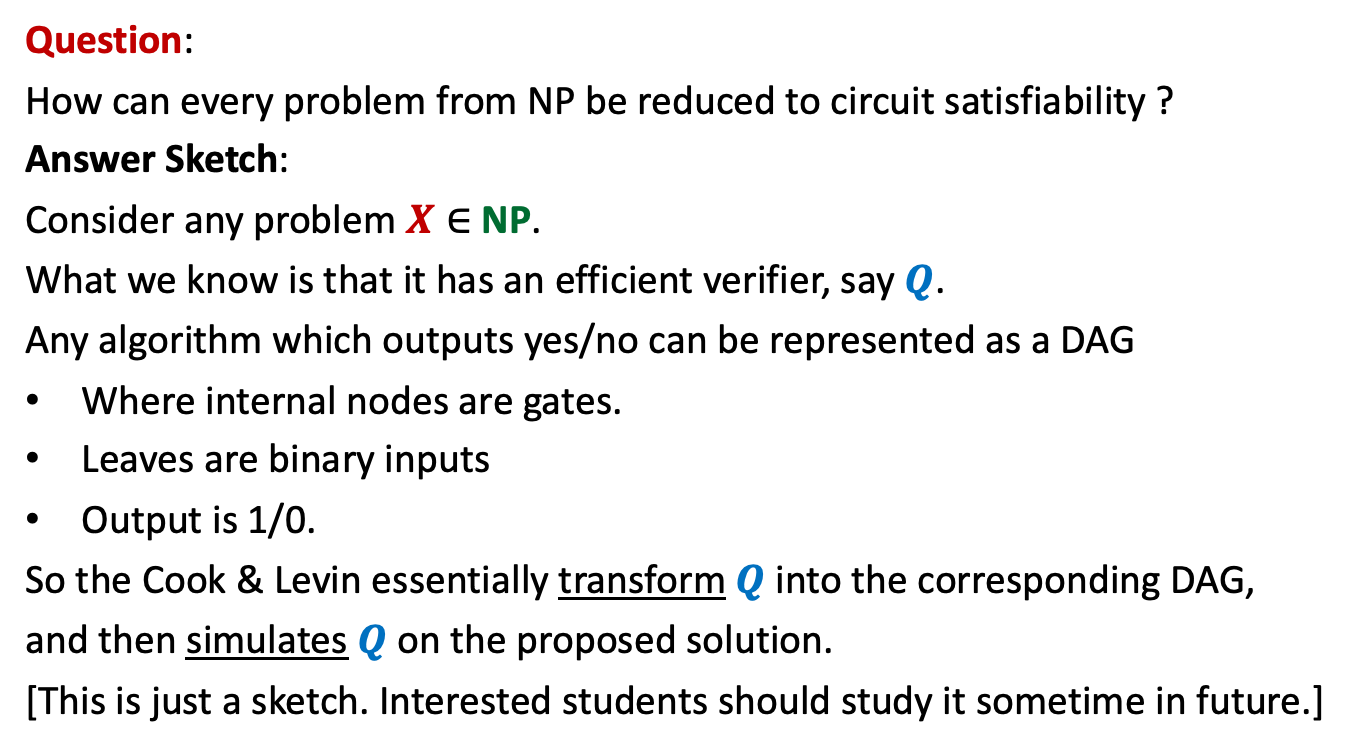 Question:
How can every problem from NP be reduced to circuit satisfiability ?
Answer Sketch:
Consider any problem X ∈ NP.
What we know is that it has an efficient verifier, say Q.
Any algorithm which outputs yes/no can be represented as a DAG
• Where internal nodes are gates.
• Leaves are binary inputs
• Output is 1/0.
So the Cook & Levin essentially transform Q into the corresponding DAG,
and then simulates Q on the proposed solution.
[This is just a sketch. Interested students should study it sometime in future.]